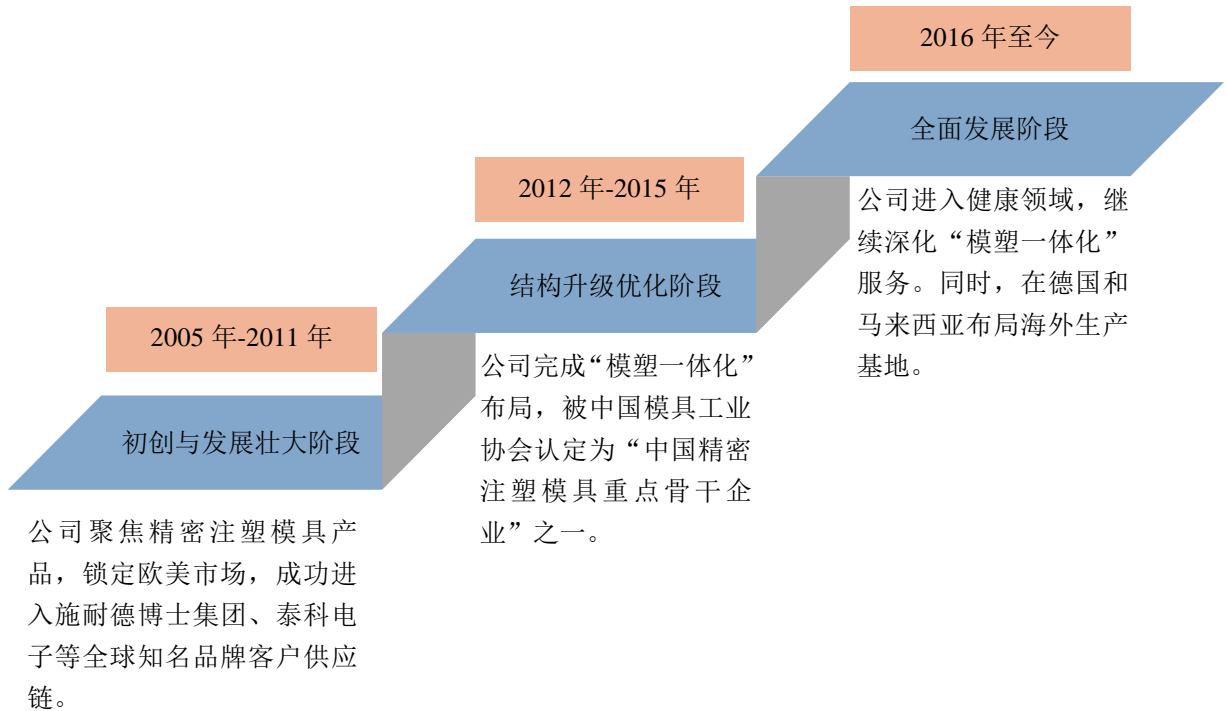 2005 年-2011 年
初创与发展壮大阶段
公司聚焦精密注塑模具产
品，锁定欧美市场，成功进
入施耐德博士集团、泰科电
子等全球知名品牌客户供应
链。
2012 年-2015 年
结构升级优化阶段
公司完成“模塑一体化”
布局，被中国模具工业
协会认定为“中国精密
注塑模具重点骨干企
业”之一。
2016 年至今
全面发展阶段
公司进入健康领域，继
续深化“模塑一体化”
服务。同时，在德国和
马来西亚布局海外生产
基地。